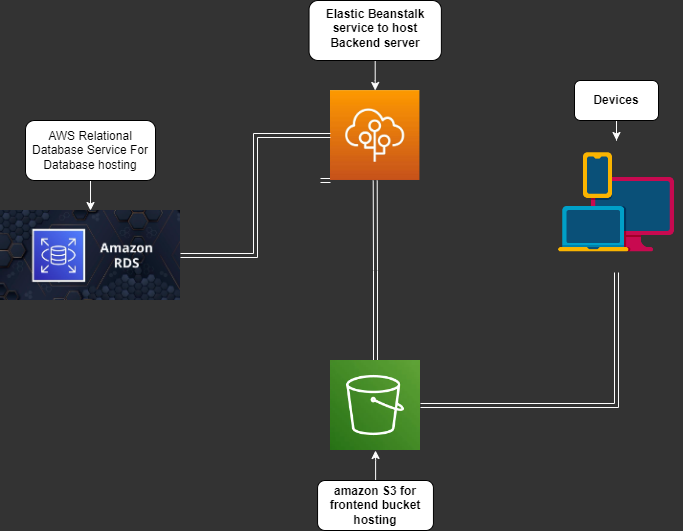 Elastic Beanstalk
service to host
Backend server
Devices
AWS Relational
Database Service For
Database hosting
Amazon
RDS
amazon S3 for
frontend bucket
hosting